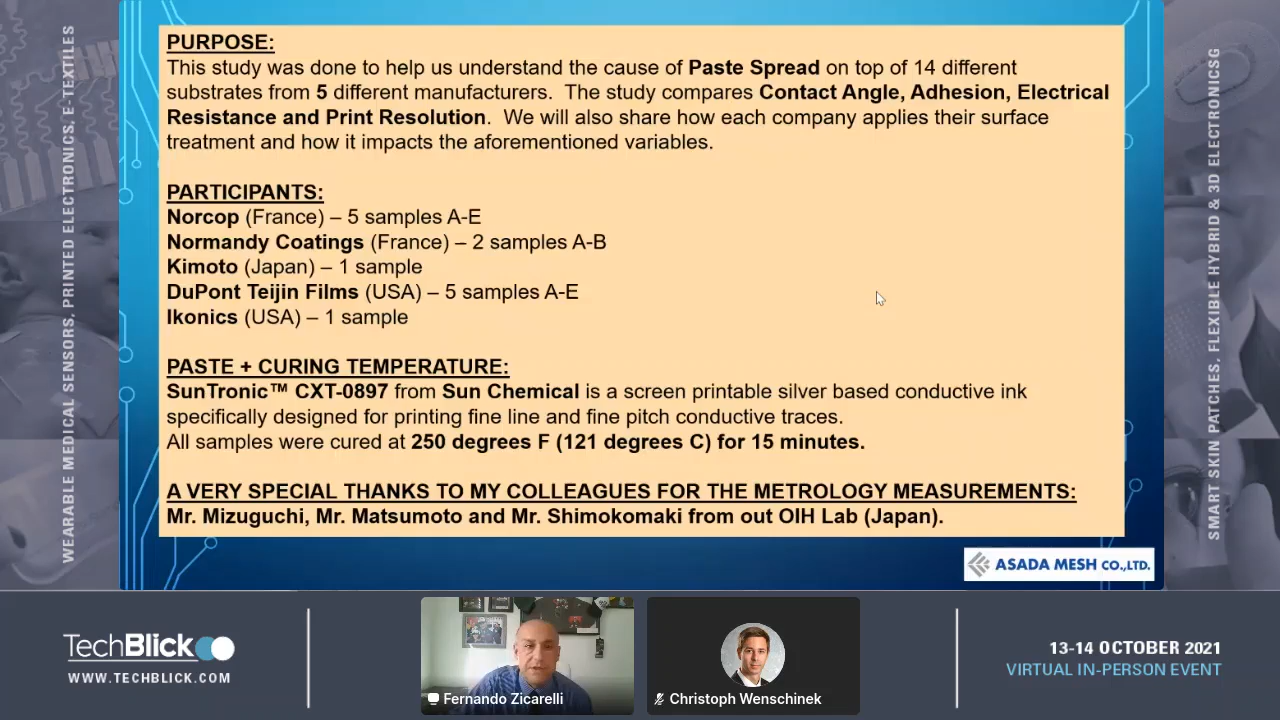 PURPOSE:
This study was done to help us understand the cause of Paste Spread on top of 14 different
substrates from 5 different manufacturers. The study compares Contact Angle, Adhesion, Electrical
Resistance and Print Resolution. We will also share how each company applies their surface
treatment and how it impacts the aforementioned variables.
PARTICIPANTS:
Norcop (France) – 5 samples A-E
Normandy Coatings (France) – 2 samples A-B
Kimoto (Japan) – 1 sample
DuPont Teijin Films (USA) – 5 samples A-E
Ikonics (USA) – 1 sample
PASTE + CURING TEMPERATURE:
SunTronic™ CXT-0897 from Sun Chemical is a screen printable silver based conductive ink
specifically designed for printing fine line and fine pitch conductive traces.
All samples were cured at 250 degrees F (121 degrees C) for 15 minutes.
A VERY SPECIAL THANKS TO MY COLLEAGUES FOR THE METROLOGY MEASUREMENTS:
Mr. Mizuguchi, Mr. Matsumoto and Mr. Shimokomaki from out OIH Lab (Japan).
ASADA MESH CO.,LTD.
WEARABLE MEDICAL SENSORS, PRINTED ELECTRONICS, E-TEXTILES
SMART SKIN PATCHES, FLEXIBLE HYBRID & 3D ELECTRONICSG
TechBlick
WWW.TECHBLICK.COM
Fernando Zicarelli
Christoph Wenschinek
13-14 OCTOBER 2021
VIRTUAL IN-PERSON EVENT